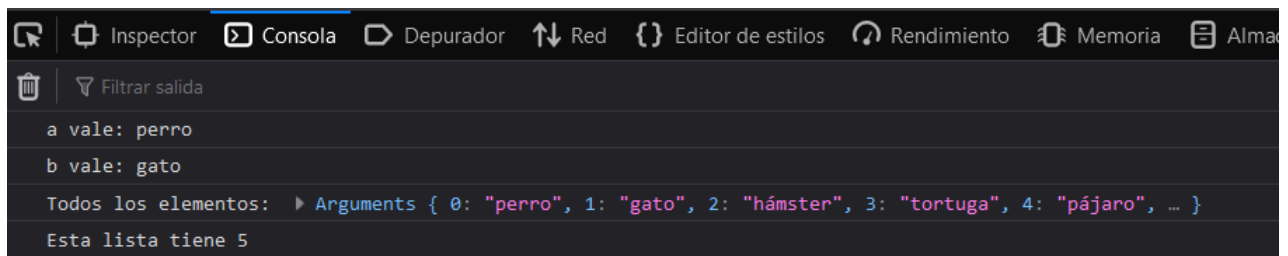 Inspector Consola Depurador Red {} Editor de estilos Rendimiento Memoria Alma
Filtrar salida
a vale: perro
b vale: gato
Todos los elementos: ▶ Arguments { 0: "perro", 1: "gato", 2: "hámster", 3: "tortuga", 4: "pájaro", … }
Esta lista tiene 5